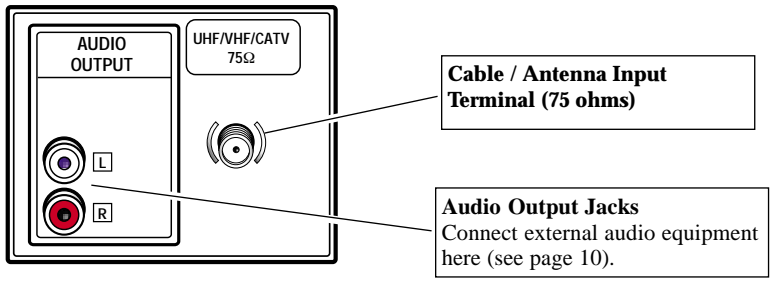 AUDIO
OUTPUT
UHF/VHF/CATV
75Ω
L
R
Cable / Antenna Input
Terminal (75 ohms)
Audio Output Jacks
Connect external audio equipment
here (see page 10).